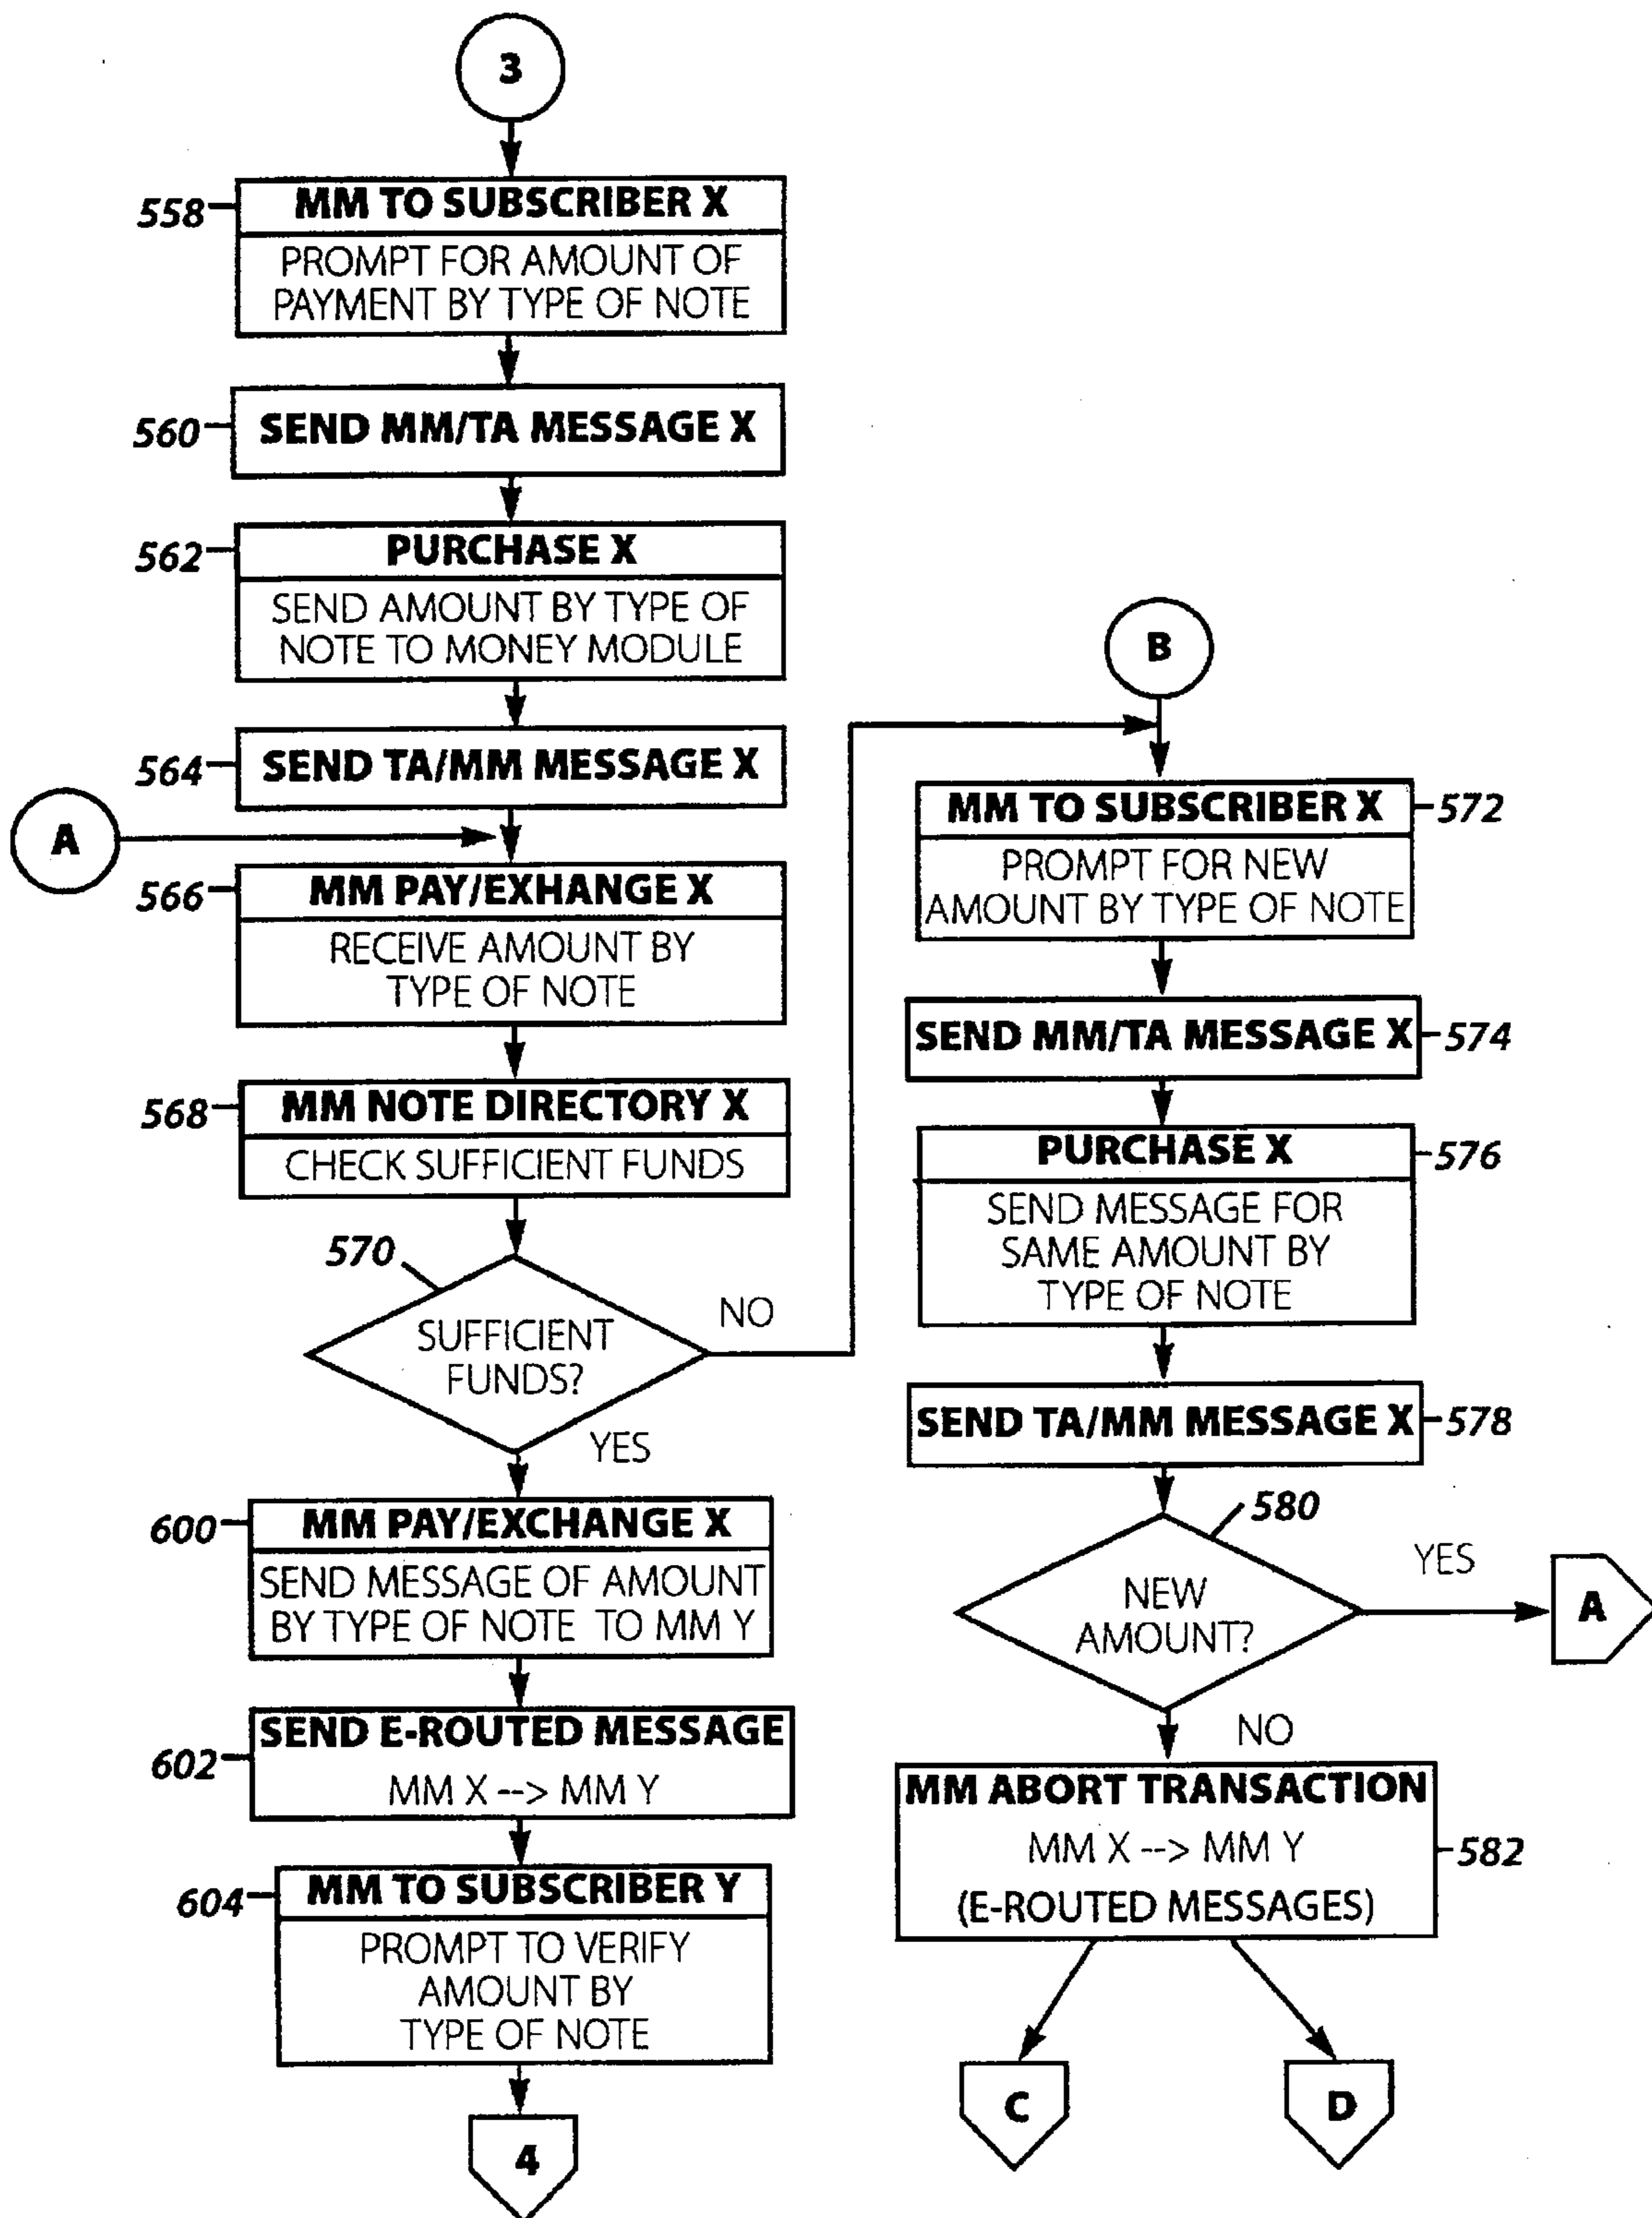 3
558
MM TO SUBSCRIBER X
PROMPT FOR AMOUNT OF
PAYMENT BY TYPE OF NOTE
560
SEND MM/TA MESSAGE X
562
PURCHASE X
SEND AMOUNT BY TYPE OF
NOTE TO MONEY MODULE
564
SEND TA/MM MESSAGE X
A
566
MM PAY/EXHANGE X
RECEIVE AMOUNT BY
TYPE OF NOTE
568
MM NOTE DIRECTORY X
CHECK SUFFICIENT FUNDS
570
SUFFICIENT
FUNDS?
NO
YES
600
MM PAY/EXCHANGE X
SEND MESSAGE OF AMOUNT
BY TYPE OF NOTE TO MM Y
602
SEND E-ROUTED MESSAGE
MM X --> MM Y
604
MM TO SUBSCRIBER Y
PROMPT TO VERIFY
AMOUNT BY
TYPE OF NOTE
4
B
MM TO SUBSCRIBER X
572
PROMPT FOR NEW
AMOUNT BY TYPE OF NOTE
SEND MM/TA MESSAGE X
574
PURCHASE X
576
SEND MESSAGE FOR
SAME AMOUNT BY
TYPE OF NOTE
SEND TA/MM MESSAGE X
578
580
NEW
AMOUNT?
YES
A
NO
MM ABORT TRANSACTION
MM X --> MM Y
(E-ROUTED MESSAGES)
582
C
D